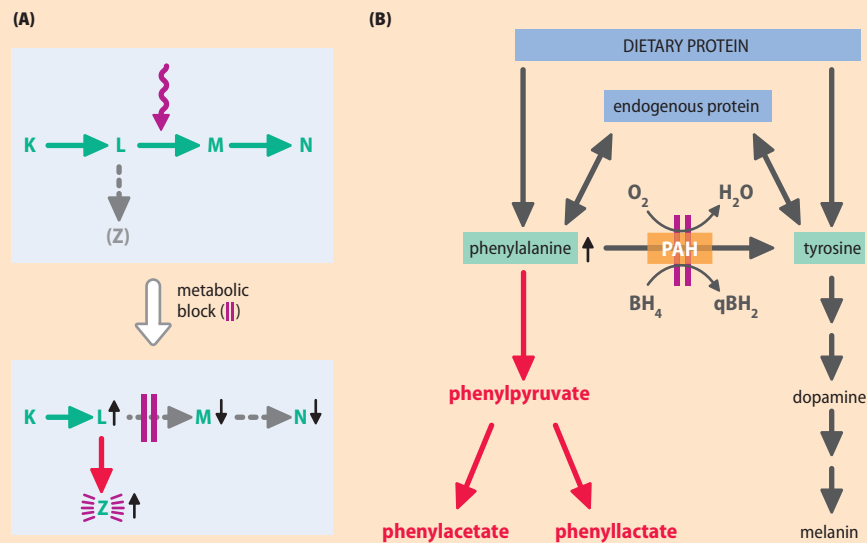 (A)
K L M N
(Z)
metabolic
block (||)
K L M N
Z
(B)
DIETARY PROTEIN
endogenous protein
O₂ H₂O
phenylalanine PAH tyrosine
BH₄ qBH₂
phenylpyruvate
dopamine
phenylacetate phenyllactate melanin